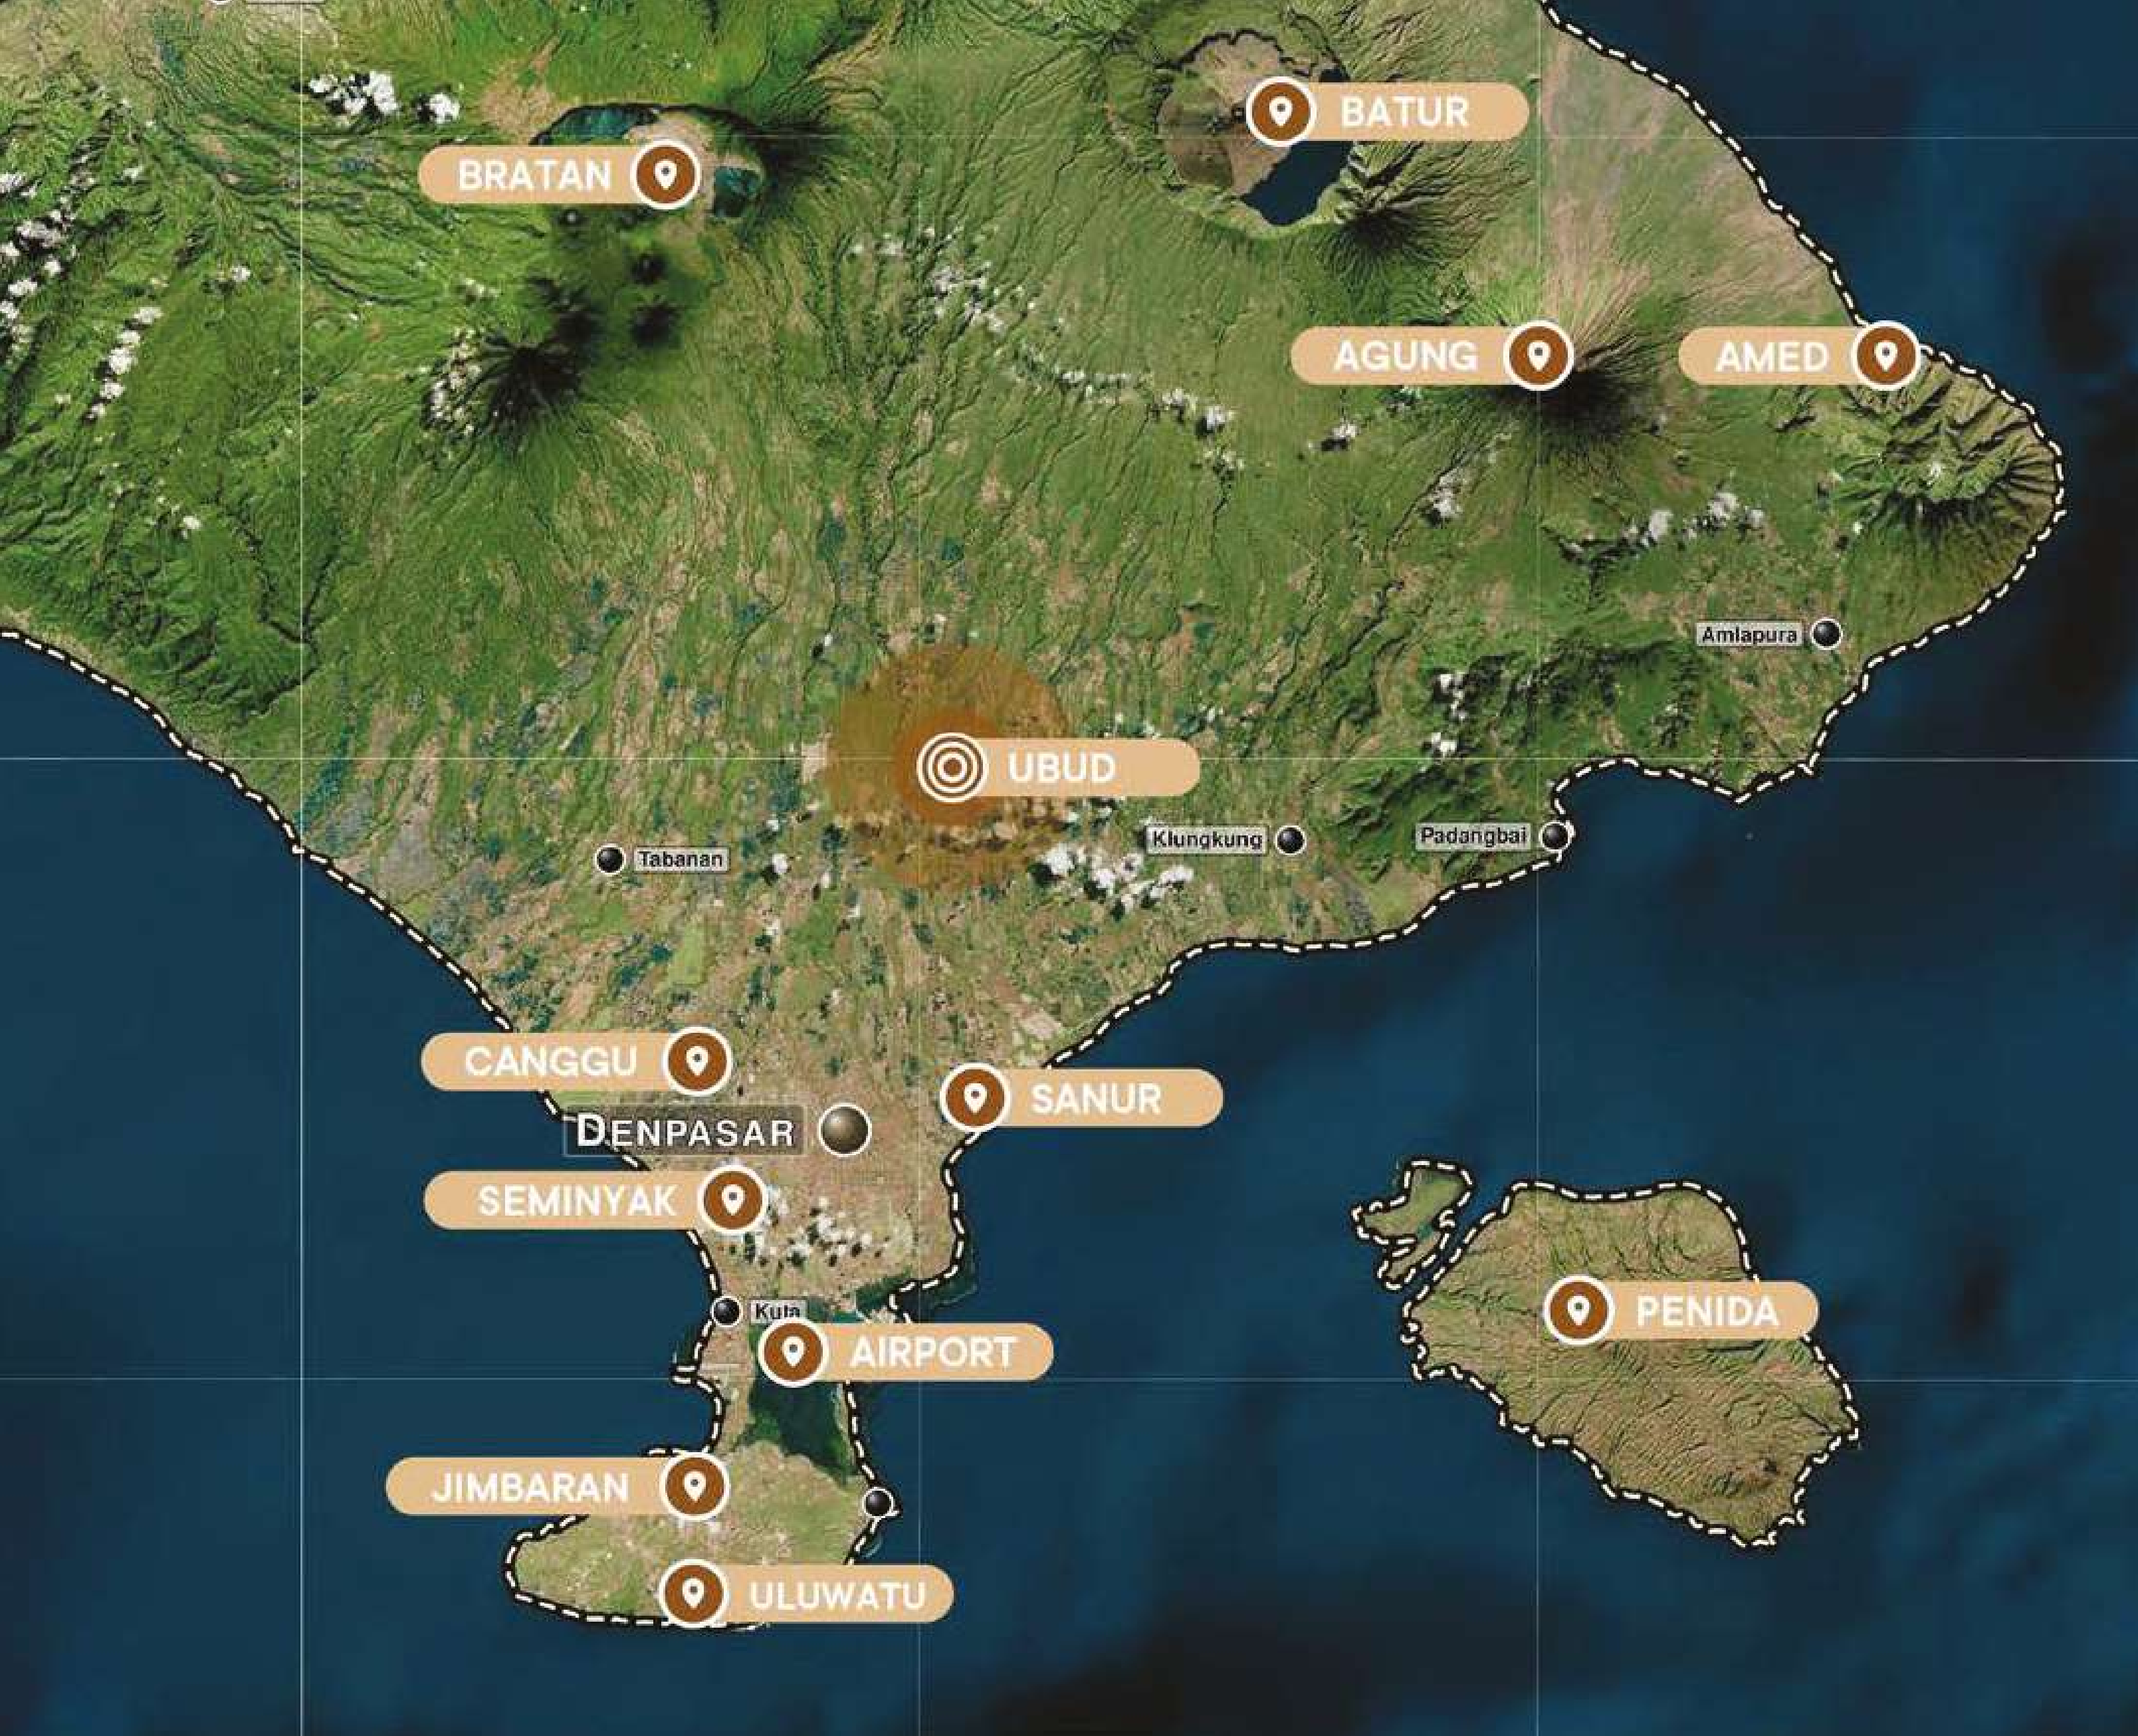 BATUR
BRATAN
AGUNG
AMED
Amlapura
UBUD
Klungkung
Padangbai
Tabanan
CANGGU
SANUR
DENPASAR
SEMINYAK
Kuta
PENIDA
AIRPORT
JIMBARAN
ULUWATU